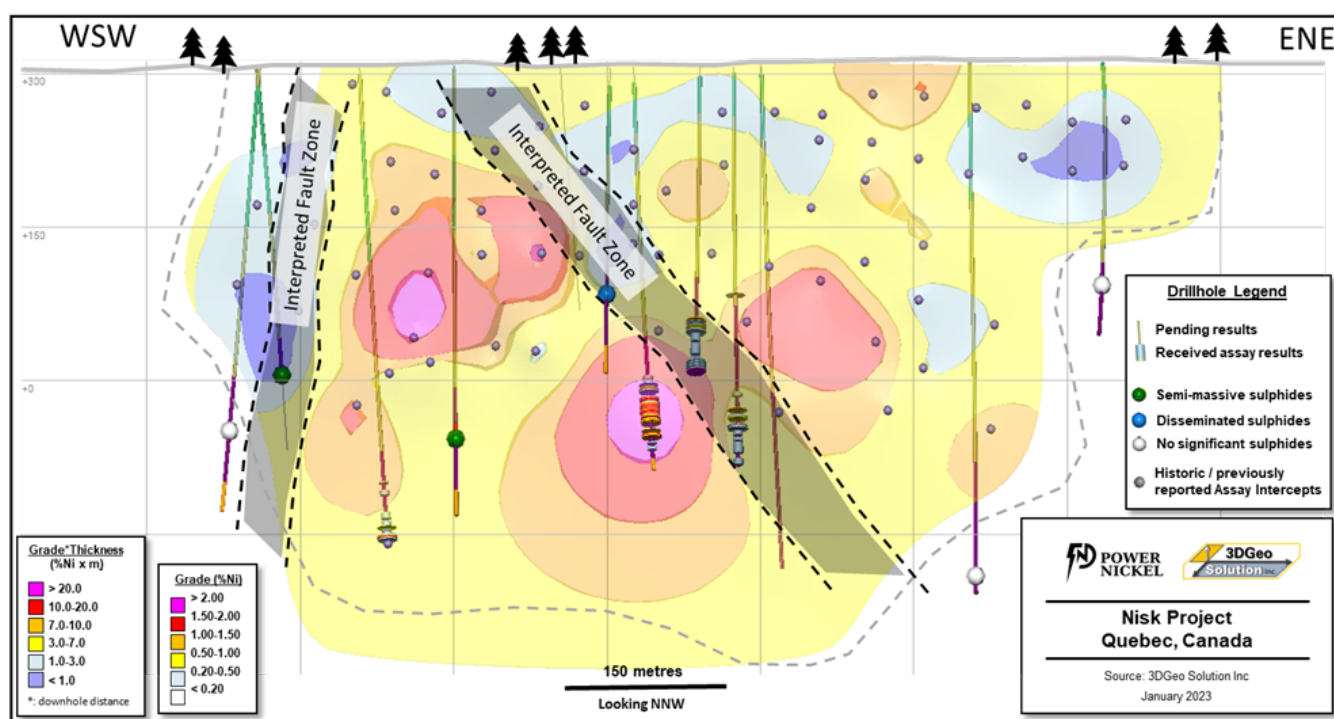 WSW
ENE
+300
+150
+0
Interpreted Fault Zone
Interpreted Fault Zone
Drillhole Legend
Pending results
Received assay results
Semi-massive sulphides
Disseminated sulphides
No significant sulphides
Historic / previously
reported Assay Intercepts
Grade*Thickness
(%Ni x m)
> 20.0
10.0-20.0
7.0-10.0
3.0-7.0
1.0-3.0
< 1.0
*: downhole distance
Grade (%Ni)
> 2.00
1.50-2.00
1.00-1.50
0.50-1.00
0.20-0.50
< 0.20
150 metres
Looking NNW
POWER
NICKEL
3DGeo
Solution Inc.
Nisk Project
Quebec, Canada
Source: 3DGeo Solution Inc
January 2023